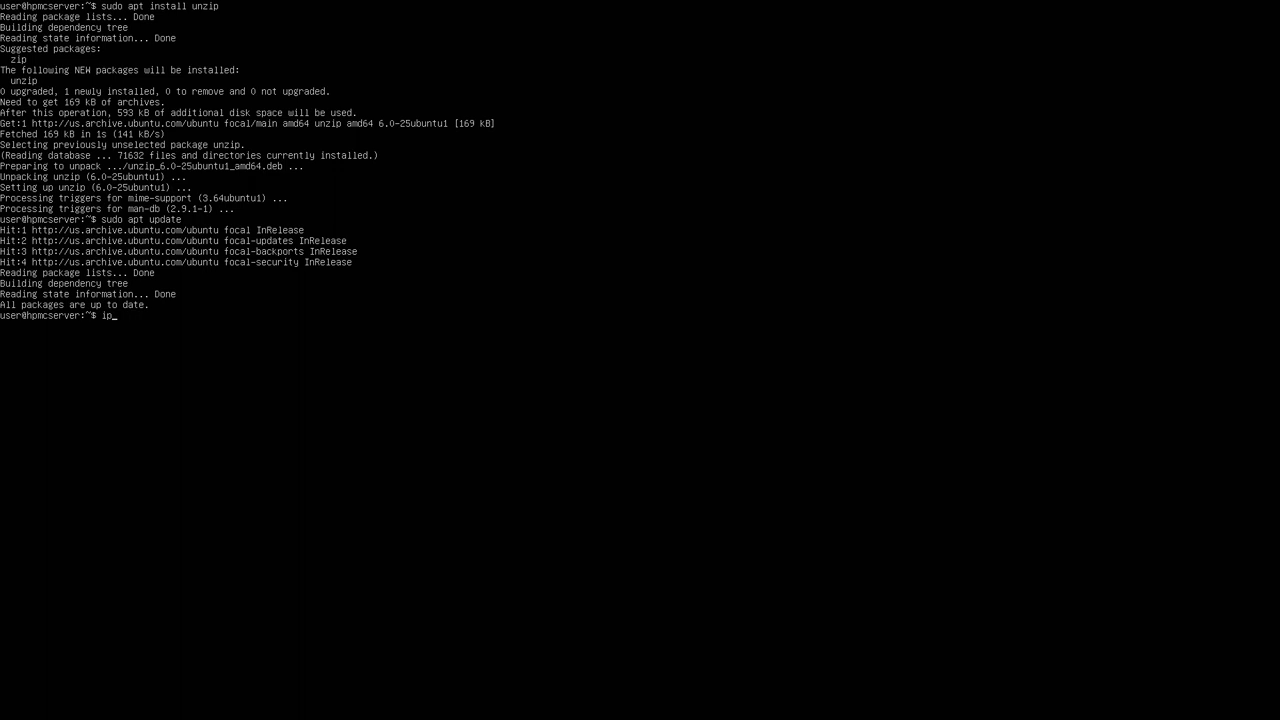 user@hpmcserver:~$ sudo apt install unzip
Reading package lists... Done
Building dependency tree
Reading state information... Done
Suggested packages:
  zip
The following NEW packages will be installed:
  unzip
0 upgraded, 1 newly installed, 0 to remove and 0 not upgraded.
Need to get 169 kB of archives.
After this operation, 593 kB of additional disk space will be used.
Get:1 http://us.archive.ubuntu.com/ubuntu focal/main amd64 unzip amd64 6.0-25ubuntu1 [169 kB]
Fetched 169 kB in 1s (141 kB/s)
Selecting previously unselected package unzip.
(Reading database ... 71632 files and directories currently installed.)
Preparing to unpack .../unzip_6.0-25ubuntu1_amd64.deb ...
Unpacking unzip (6.0-25ubuntu1) ...
Setting up unzip (6.0-25ubuntu1) ...
Processing triggers for mime-support (3.64ubuntu1) ...
Processing triggers for man-db (2.9.1-1) ...
user@hpmcserver:~$ sudo apt update
Hit:1 http://us.archive.ubuntu.com/ubuntu focal InRelease
Hit:2 http://us.archive.ubuntu.com/ubuntu focal-updates InRelease
Hit:3 http://us.archive.ubuntu.com/ubuntu focal-backports InRelease
Hit:4 http://us.archive.ubuntu.com/ubuntu focal-security InRelease
Reading package lists... Done
Building dependency tree
Reading state information... Done
All packages are up to date.
user@hpmcserver:~$ ip_